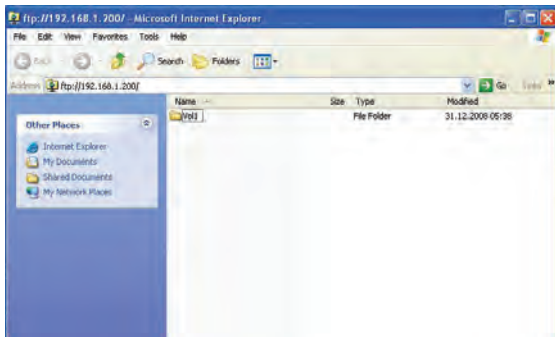 ftp://192.168.1.200/ - Microsoft Internet Explorer
File Edit View Favorites Tools Help
Back Search Folders
Address ftp://192.168.1.200/ Go Links »
Name Size Type Modified
Vol1 File Folder 31.12.2008 05:38
Other Places
Internet Explorer
My Documents
Shared Documents
My Network Places